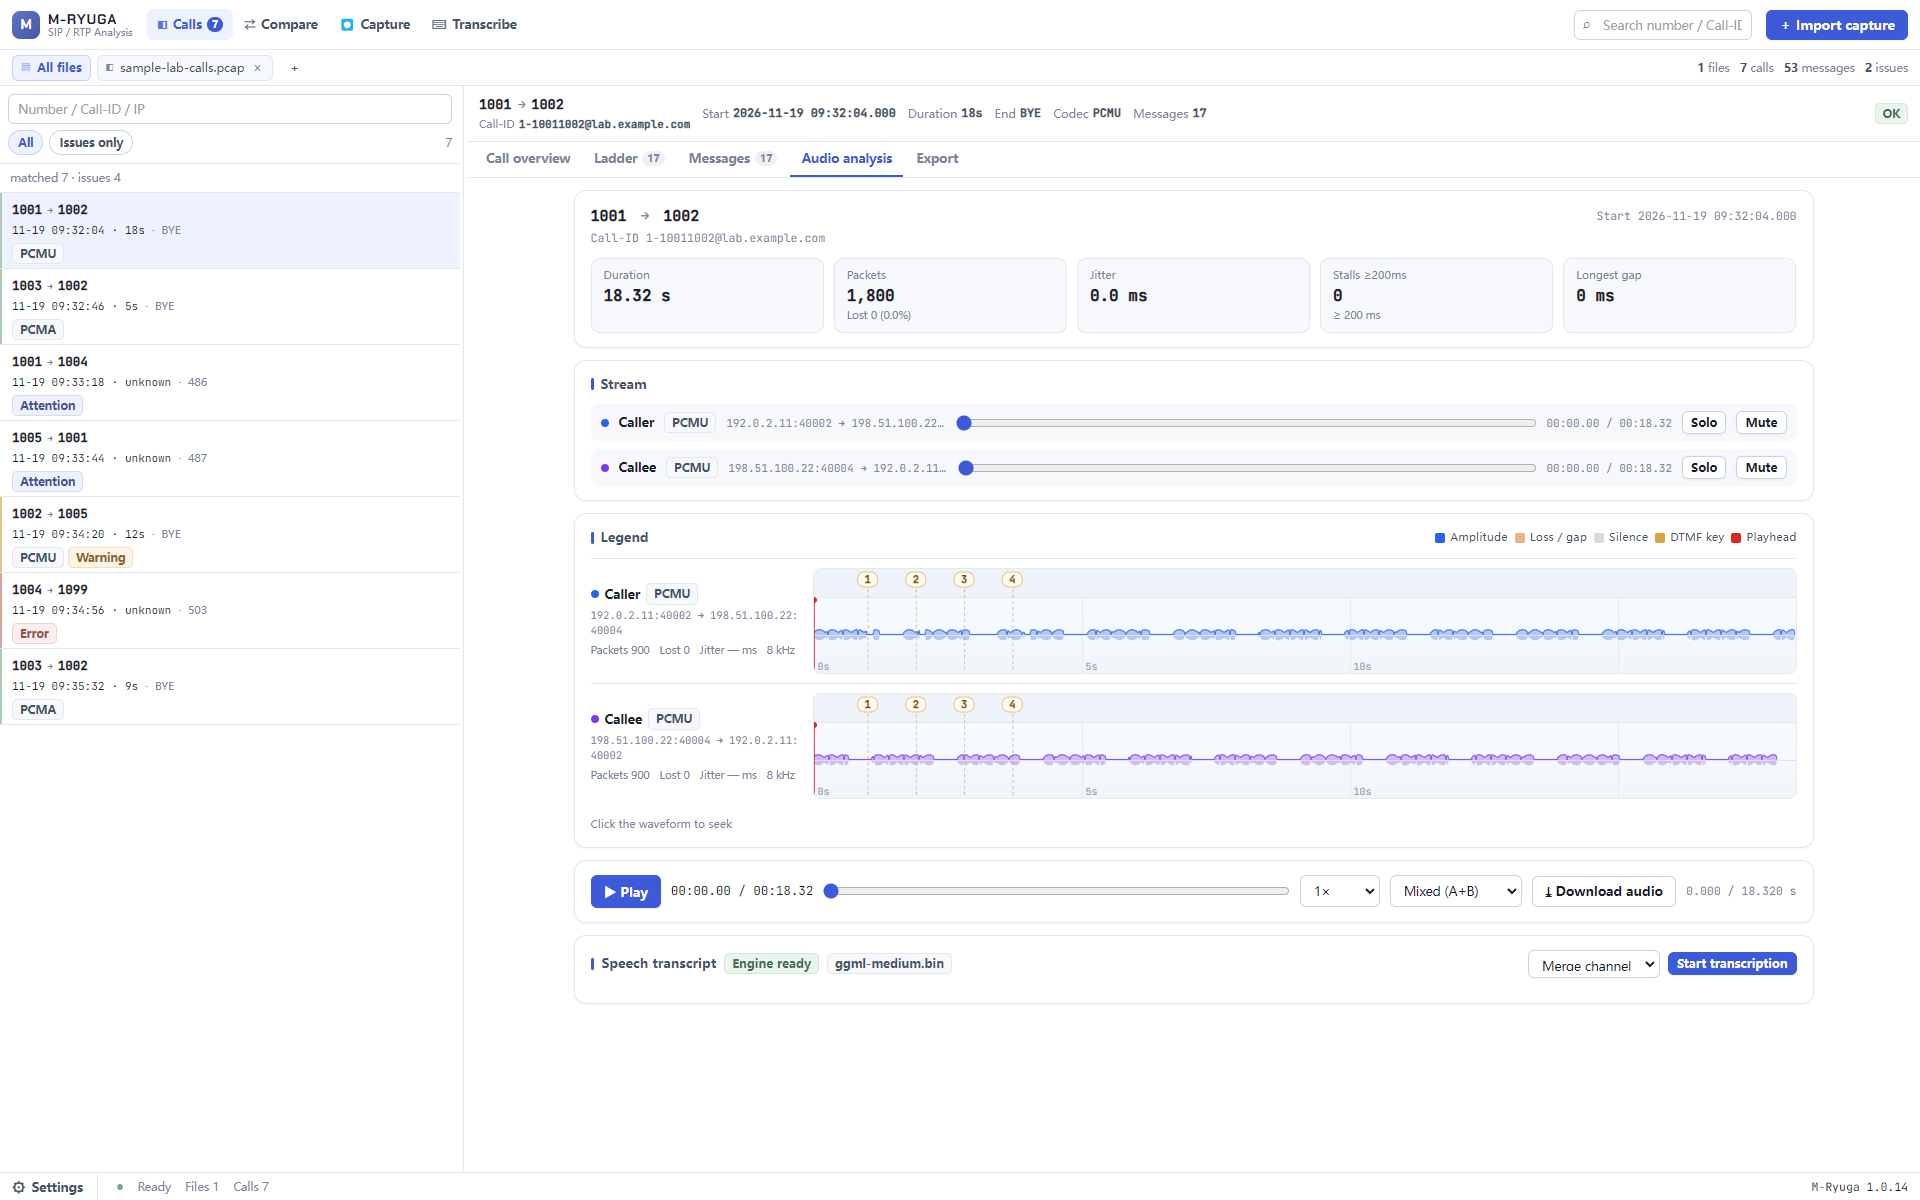 M M-RYUGA
SIP / RTP Analysis
Calls 7 Compare Capture Transcribe
Search number / Call-ID
+ Import capture
All files sample-lab-calls.pcap × +
1 files 7 calls 53 messages 2 issues
Number / Call-ID / IP
All Issues only 7
matched 7 · issues 4
1001 → 1002
11-19 09:32:04 · 18s · BYE
PCMU
1003 → 1002
11-19 09:32:46 · 5s · BYE
PCMA
1001 → 1004
11-19 09:33:18 · unknown · 486
Attention
1005 → 1001
11-19 09:33:44 · unknown · 487
Attention
1002 → 1005
11-19 09:34:20 · 12s · BYE
PCMU Warning
1004 → 1099
11-19 09:34:56 · unknown · 503
Error
1003 → 1002
11-19 09:35:32 · 9s · BYE
PCMA
1001 → 1002
Call-ID 1-10011002@lab.example.com
Start 2026-11-19 09:32:04.000 Duration 18s End BYE Codec PCMU Messages 17
OK
Call overview Ladder 17 Messages 17 Audio analysis Export
1001 → 1002
Start 2026-11-19 09:32:04.000
Call-ID 1-10011002@lab.example.com
Duration
18.32 s
Packets
1,800
Lost 0 (0.0%)
Jitter
0.0 ms
Stalls ≥200ms
0
≥ 200 ms
Longest gap
0 ms
Stream
Caller PCMU 192.0.2.11:40002 → 198.51.100.22… 00:00.00 / 00:18.32 Solo Mute
Callee PCMU 198.51.100.22:40004 → 192.0.2.11… 00:00.00 / 00:18.32 Solo Mute
Legend
Amplitude Loss / gap Silence DTMF key Playhead
Caller PCMU
192.0.2.11:40002 → 198.51.100.22:
40004
Packets 900 Lost 0 Jitter — ms 8 kHz
1 2 3 4
0s 5s 10s
Callee PCMU
198.51.100.22:40004 → 192.0.2.11:
40002
Packets 900 Lost 0 Jitter — ms 8 kHz
1 2 3 4
0s 5s 10s
Click the waveform to seek
▶ Play 00:00.00 / 00:18.32 1× Mixed (A+B) ⤓ Download audio 0.000 / 18.320 s
Speech transcript Engine ready ggml-medium.bin
Merge channel Start transcription
Settings Ready Files 1 Calls 7
M-Ryuga 1.0.14